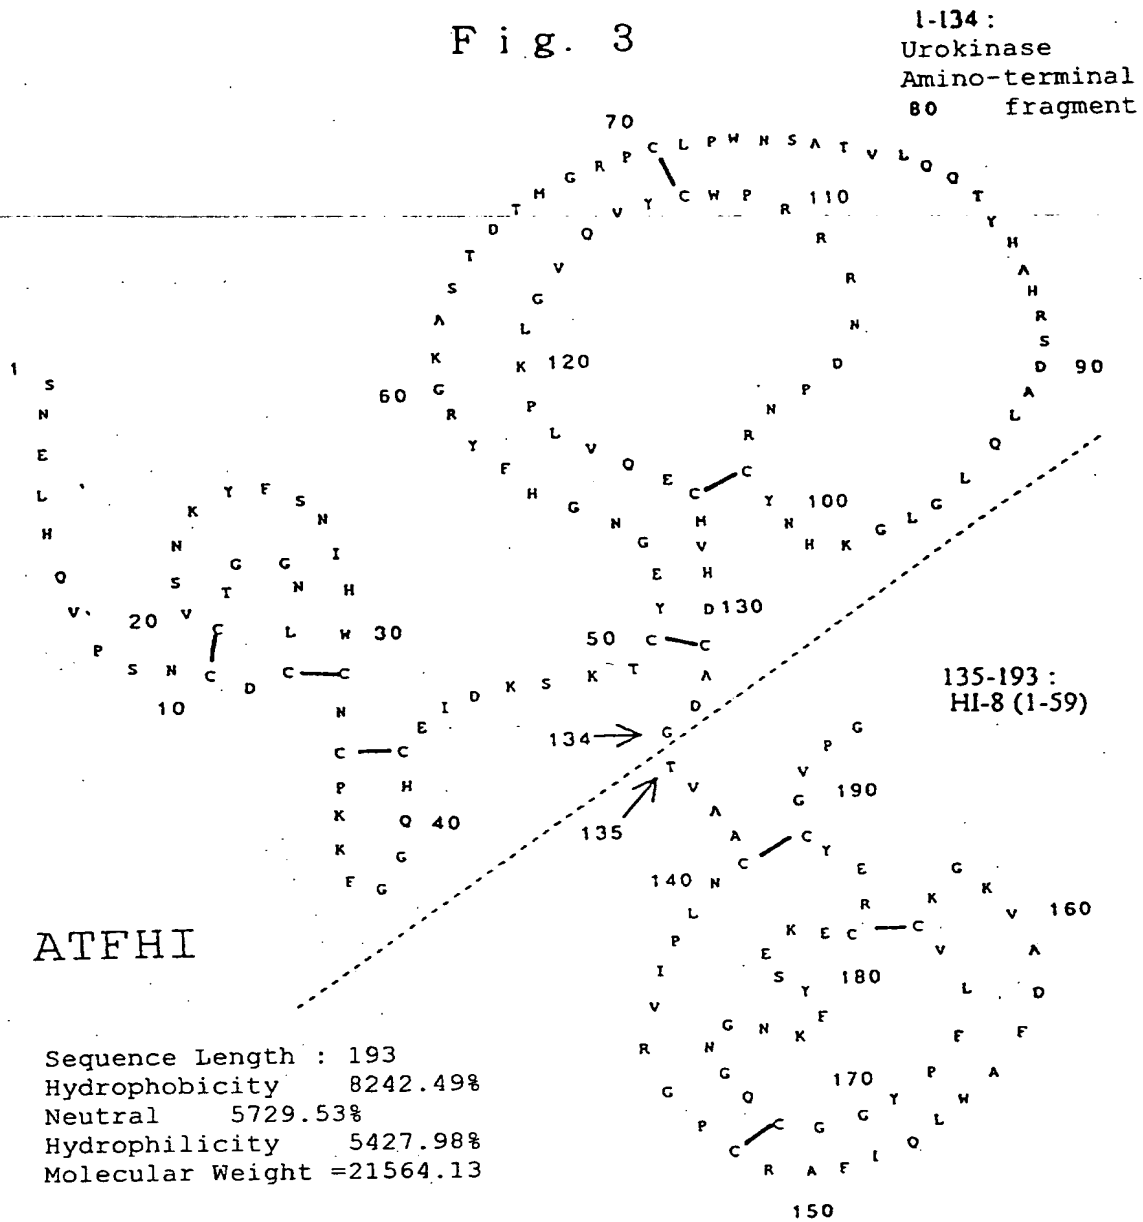 Fig. 3
1-134 :
Urokinase
Amino-terminal
fragment
1
S N E L H Q V P S N C D C L N G G T C V S N K Y F S N I H W C N C P K K F G G Q H C E I D K S K T C Y E G N G H F Y R G K A S T D T M G R P C L P W N S A T V L Q Q T Y H A H R S D A L Q L G L G K H N Y C R N P D N R R R P W C Y V Q V G L K P L V Q E C M V H D C A D G
10
20
30
40
50
60
70
80
90
100
110
120
130
134
135-193 :
HI-8 (1-59)
135
T V A A C N L P I V R G P C R A F I Q L W A F D A V K G K C V L F P Y G G C Q G N G N K F Y S E K E C R E Y C G V P G
140
150
160
170
180
190
ATFHI
Sequence Length : 193
Hydrophobicity 8242.49%
Neutral 5729.53%
Hydrophilicity 5427.98%
Molecular Weight =21564.13